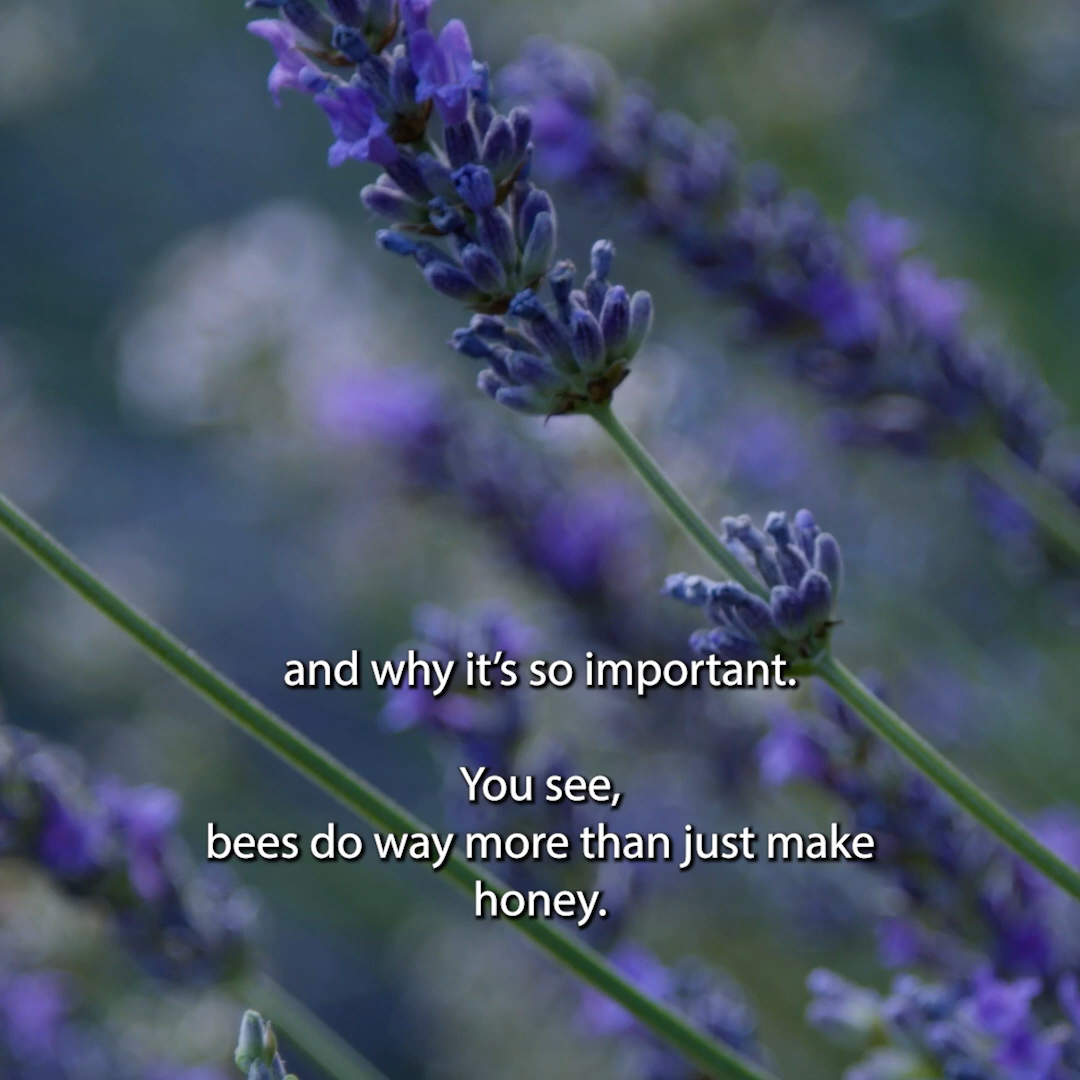 and why it’s so important.
You see,
bees do way more than just make
honey.